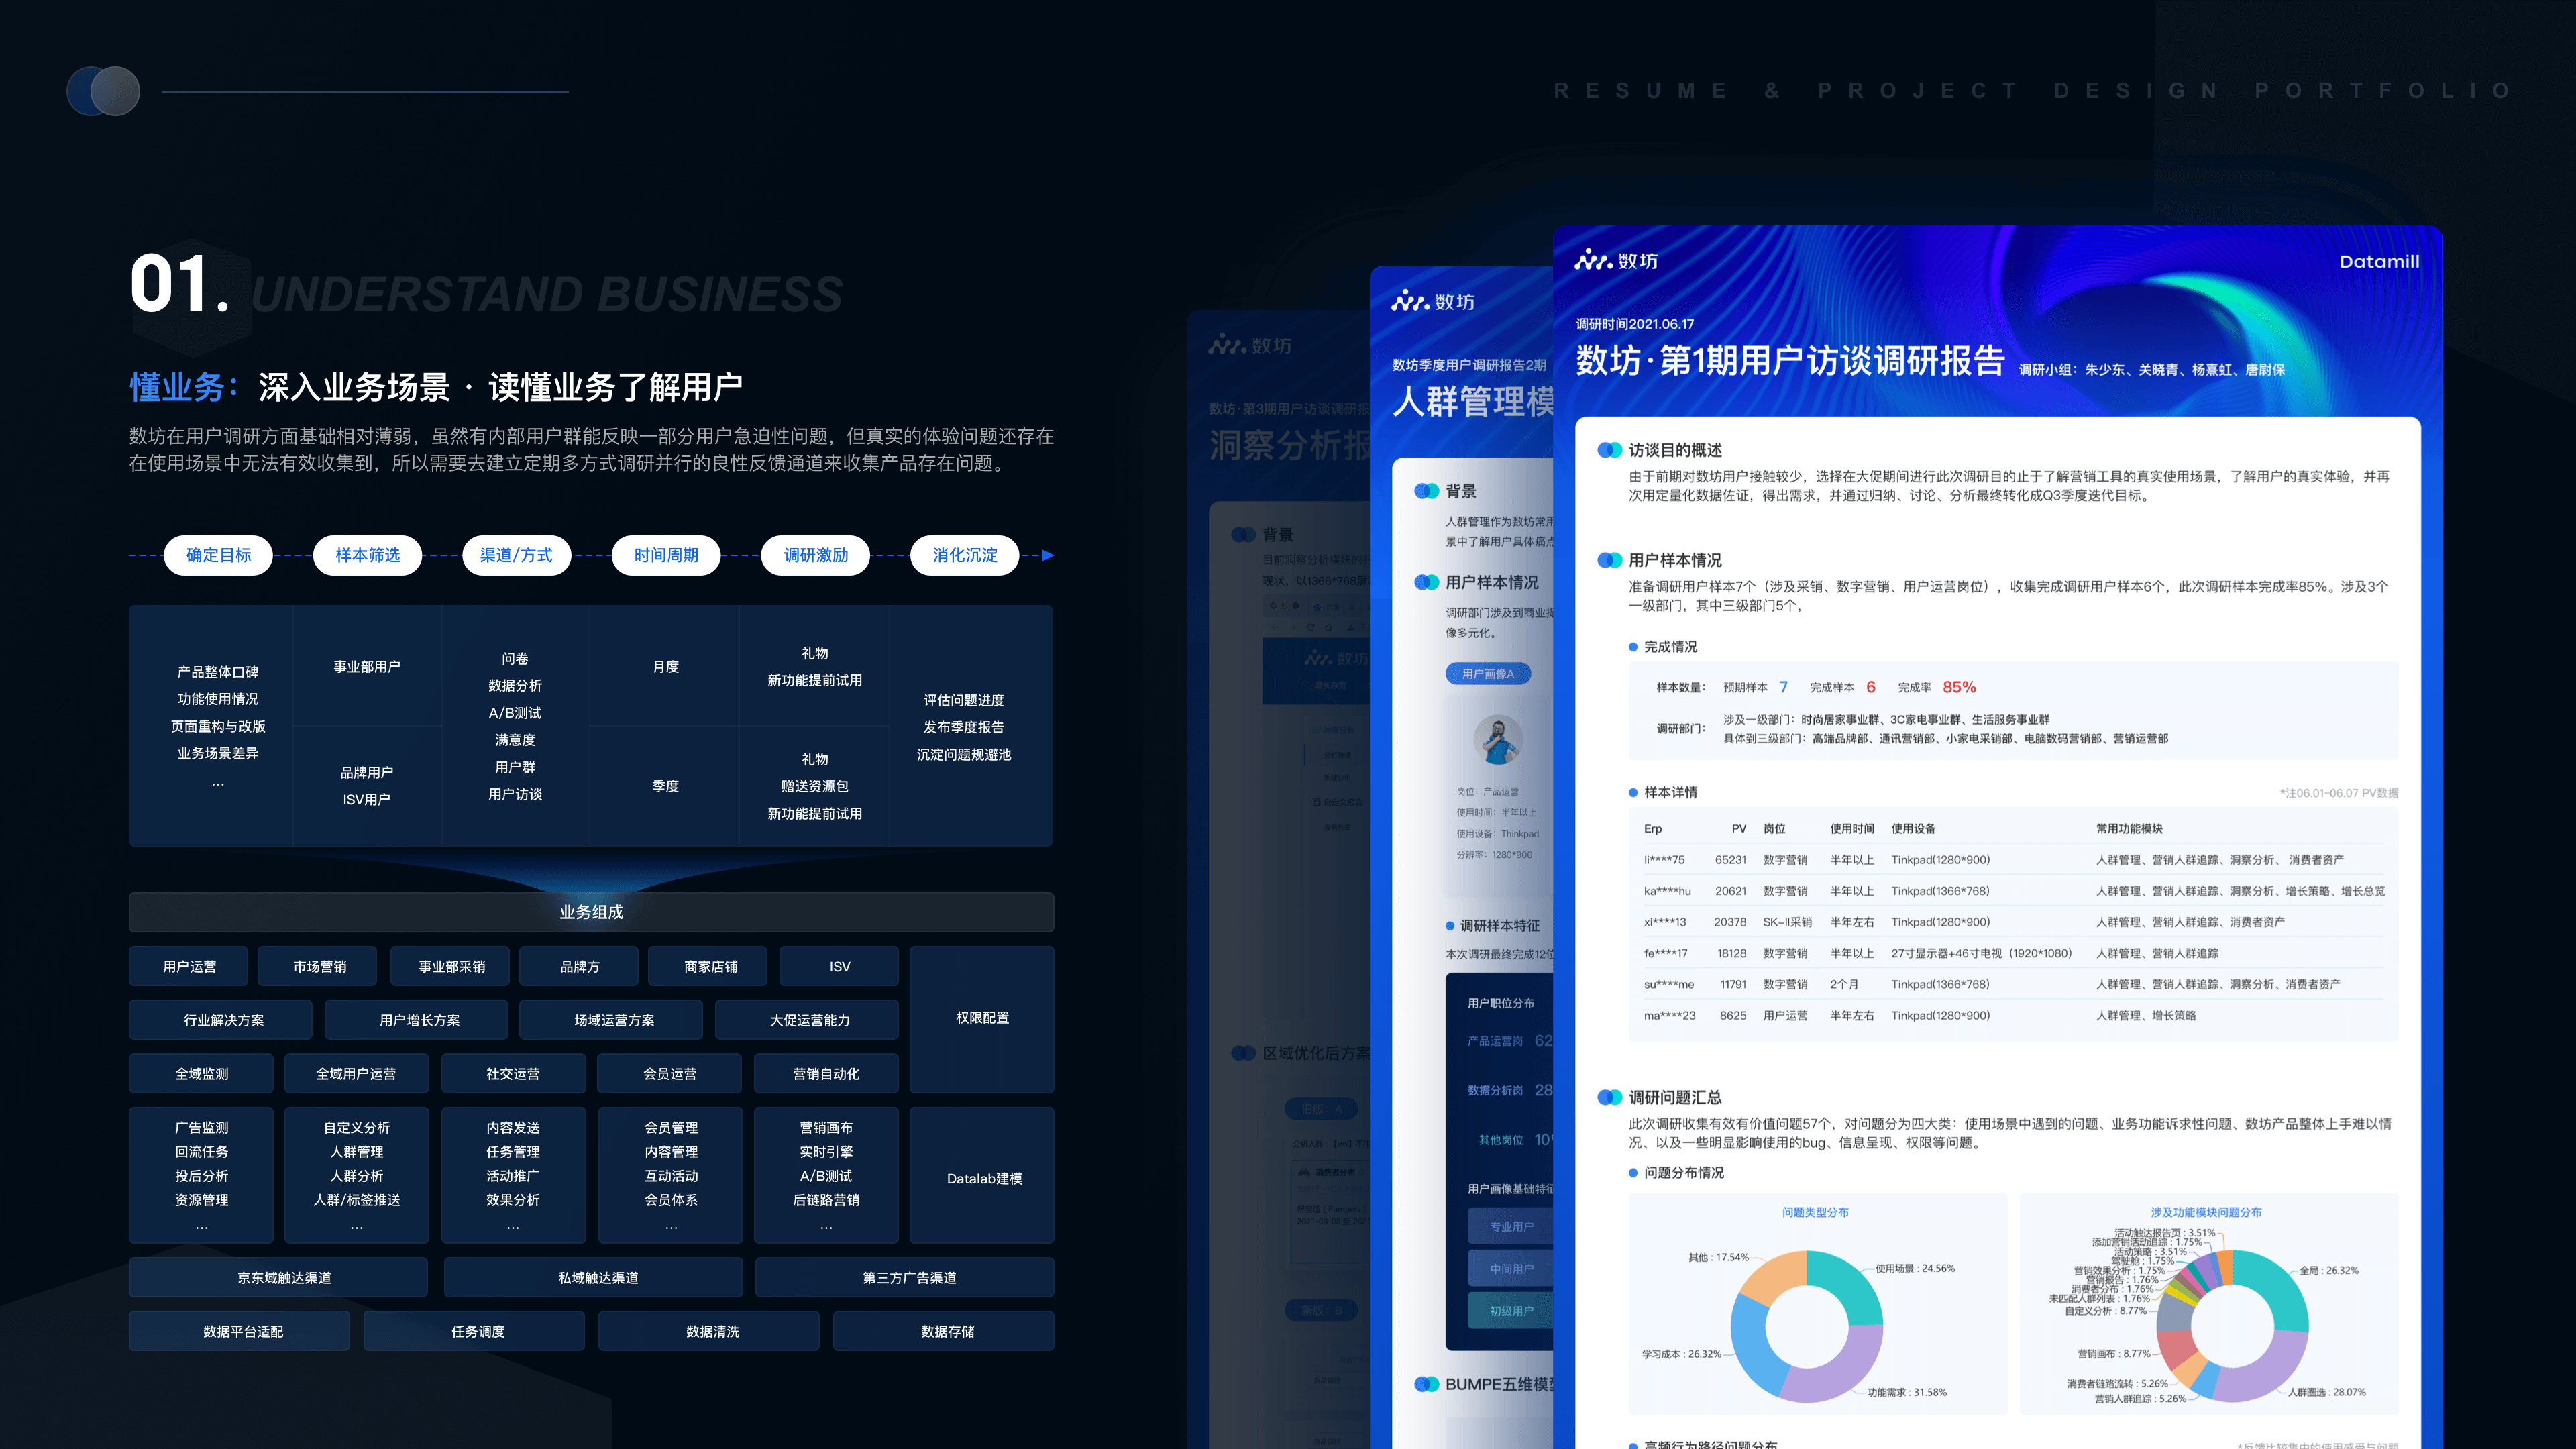 RESUME & PROJECT DESIGN PORTFOLIO
01.
UNDERSTAND BUSINESS
懂业务：深入业务场景 · 读懂业务了解用户
数坊在用户调研方面基础相对薄弱，虽然有内部用户群能反映一部分用户急迫性问题，但真实的体验问题还存在
在使用场景中无法有效收集到，所以需要去建立定期多方式调研并行的良性反馈通道来收集产品存在问题。
确定目标
样本筛选
渠道/方式
时间周期
调研激励
消化沉淀
产品整体口碑
功能使用情况
页面重构与改版
业务场景差异
...
事业部用户
品牌用户
ISV用户
问卷
数据分析
A/B测试
满意度
用户群
用户访谈
月度
季度
礼物
新功能提前试用
礼物
赠送资源包
新功能提前试用
评估问题进度
发布季度报告
沉淀问题规避池
业务组成
用户运营
市场营销
事业部采销
品牌方
商家店铺
ISV
权限配置
行业解决方案
用户增长方案
场域运营方案
大促运营能力
全域监测
全域用户运营
社交运营
会员运营
营销自动化
广告监测
回流任务
投后分析
资源管理
...
自定义分析
人群管理
人群分析
人群/标签推送
...
内容发送
任务管理
活动推广
效果分析
...
会员管理
内容管理
互动活动
会员体系
...
营销画布
实时引擎
A/B测试
后链路营销
...
Datalab建模
京东域触达渠道
私域触达渠道
第三方广告渠道
数据平台适配
任务调度
数据清洗
数据存储
数坊
数坊·第3期用户访谈调研报
洞察分析报
背景
目前洞察分析模块的
现状，以1366*768屏
数坊
区域优化后方案
旧版：A
消费者分布
新版：B
数坊
数坊季度用户调研报告2期
人群管理模
背景
人群管理作为数坊常用
景中了解用户具体痛点
用户样本情况
调研部门涉及到商业提
像多元化。
用户画像A
岗位：产品运营
使用时间：半年以上
使用设备：Thinkpad
分辨率：1280*900
调研样本特征
本次调研最终完成12位
用户职位分布
产品运营岗 62
数据分析岗 28
其他岗位 10
用户画像基础特征
专业用户
中间用户
初级用户
BUMPE五维模型
数坊
Datamill
调研时间2021.06.17
数坊·第1期用户访谈调研报告 调研小组：朱少东、关晓青、杨熹虹、唐尉保
访谈目的概述
由于前期对数坊用户接触较少，选择在大促期间进行此次调研目的止于了解营销工具的真实使用场景，了解用户的真实体验，并再
次用定量化数据佐证，得出需求，并通过归纳、讨论、分析最终转化成Q3季度迭代目标。
用户样本情况
准备调研用户样本7个（涉及采销、数字营销、用户运营岗位），收集完成调研用户样本6个，此次调研样本完成率85%。涉及3个
一级部门，其中三级部门5个，
完成情况
样本数量： 预期样本 7 完成样本 6 完成率 85%
调研部门： 涉及一级部门：时尚居家事业群、3C家电事业群、生活服务事业群
具体到三级部门：高端品牌部、通讯营销部、小家电采销部、电脑数码营销部、营销运营部
样本详情
*注06.01~06.07 PV数据
Erp PV 岗位 使用时间 使用设备 常用功能模块
li****75 65231 数字营销 半年以上 Tinkpad(1280*900) 人群管理、营销人群追踪、洞察分析、 消费者资产
ka****hu 20621 数字营销 半年以上 Tinkpad(1366*768) 人群管理、营销人群追踪、洞察分析、增长策略、增长总览
xi****13 20378 SK-II采销 半年左右 Tinkpad(1280*900) 人群管理、营销人群追踪、消费者资产
fe****17 18128 数字营销 半年以上 27寸显示器+46寸电视（1920*1080） 人群管理、营销人群追踪
su****me 11791 数字营销 2个月 Tinkpad(1366*768) 人群管理、营销人群追踪、洞察分析、消费者资产
ma****23 8625 用户运营 半年左右 Tinkpad(1280*900) 人群管理、增长策略
调研问题汇总
此次调研收集有效有价值问题57个，对问题分为四大类：使用场景中遇到的问题、业务功能诉求性问题、数坊产品整体上手难以情
况、以及一些明显影响使用的bug、信息呈现、权限等问题。
问题分布情况
问题类型分布
其他 : 17.54%
使用场景 : 24.56%
学习成本 : 26.32%
功能需求 : 31.58%
涉及功能模块问题分布
活动触达报告页 : 3.51%
添加营销活动追踪 : 1.75%
活动策略 : 3.51%
驾驶舱 : 1.75%
营销效果分析 : 1.75%
营销报告 : 1.76%
消费者分布 : 1.76%
未匹配人群列表 : 1.76%
自定义分析 : 8.77%
营销画布 : 8.77%
消费者链路流转 : 5.26%
营销人群追踪 : 5.26%
全局 : 26.32%
人群圈选 : 28.07%
高频行为路径问题分布